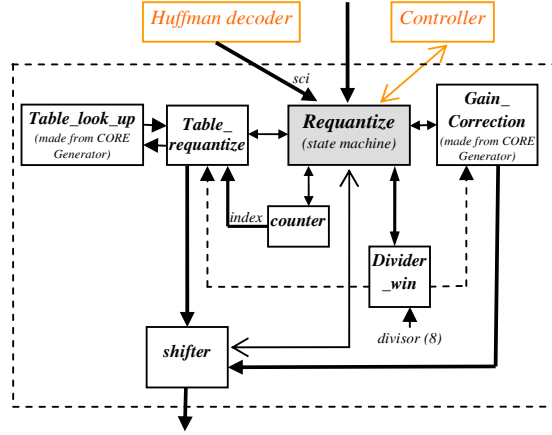 Huffman decoder
Controller
sci
Table_look_up
(made from CORE
Generator)
Table_
requantize
Requantize
(state machine)
Gain_
Correction
(made from CORE
Generator)
index
counter
Divider
_win
divisor (8)
shifter